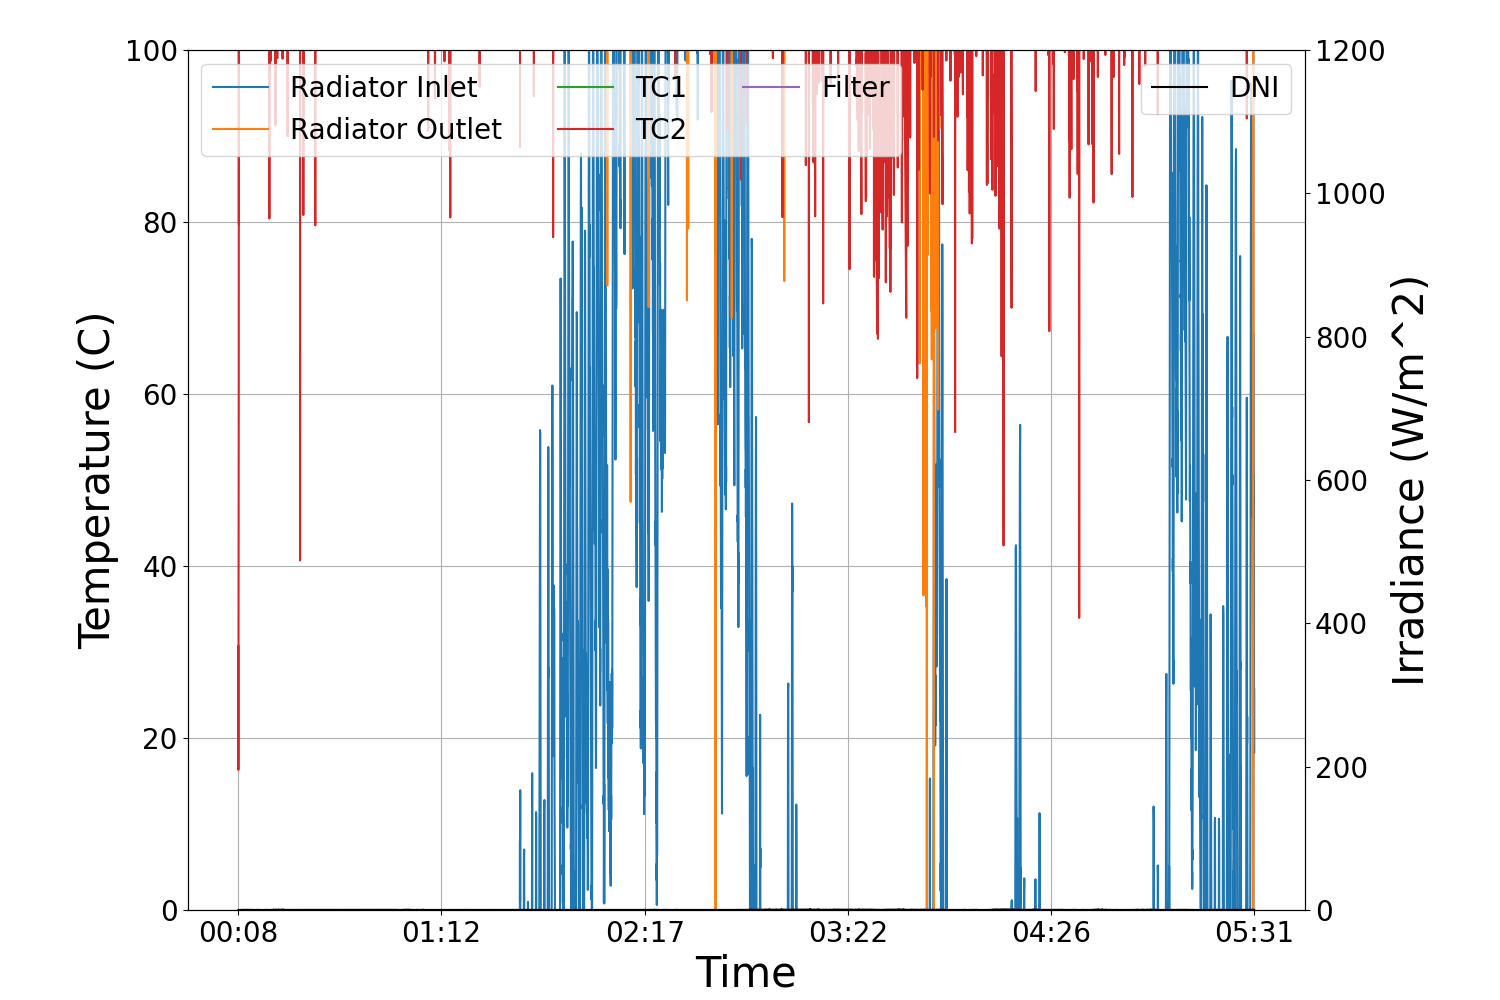 100
80
60
40
20
0
Temperature (C)
Radiator Inlet
Radiator Outlet
TC1
TC2
Filter
DNI
1200
1000
800
600
400
200
0
Irradiance (W/m^2)
00:08
01:12
02:17
03:22
04:26
05:31
Time